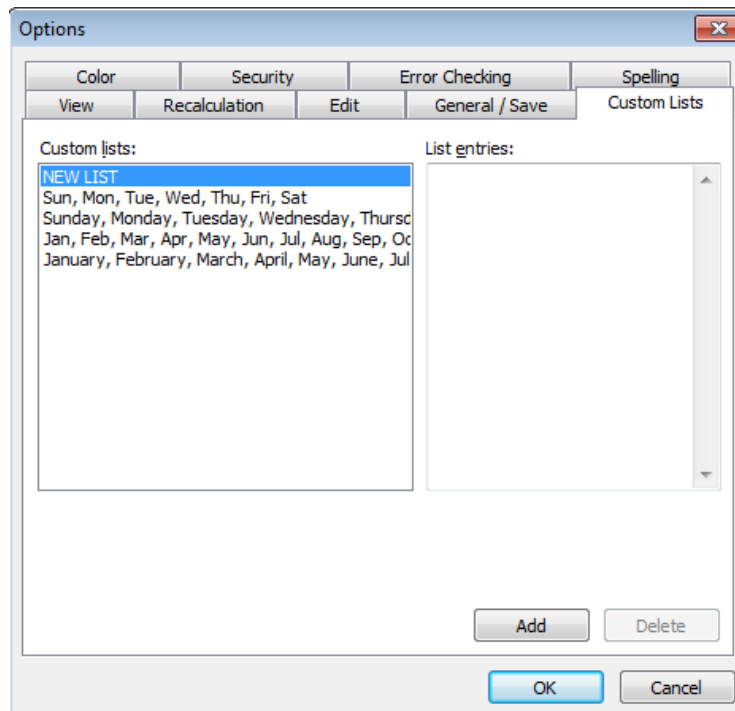 Options
Color Security Error Checking Spelling
View Recalculation Edit General / Save Custom Lists
Custom lists: List entries:
NEW LIST
Sun, Mon, Tue, Wed, Thu, Fri, Sat
Sunday, Monday, Tuesday, Wednesday, Thursd
Jan, Feb, Mar, Apr, May, Jun, Jul, Aug, Sep, Oc
January, February, March, April, May, June, Jul
Add Delete
OK Cancel